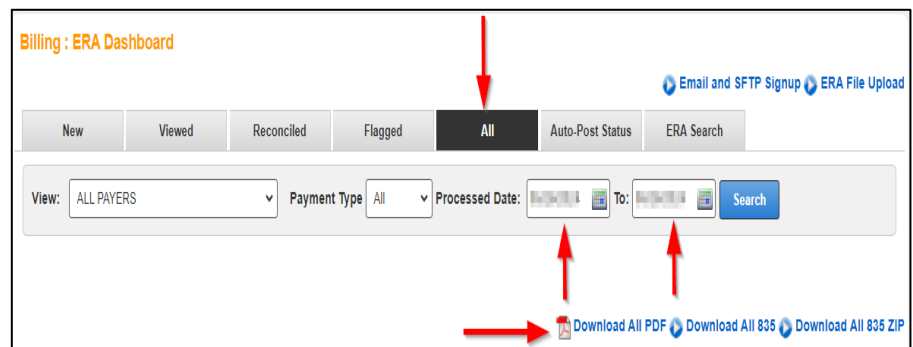 Billing : ERA Dashboard
Email and SFTP Signup ERA File Upload
New Viewed Reconciled Flagged All Auto-Post Status ERA Search
View: ALL PAYERS Payment Type All Processed Date: To: Search
Download All PDF Download All 835 Download All 835 ZIP